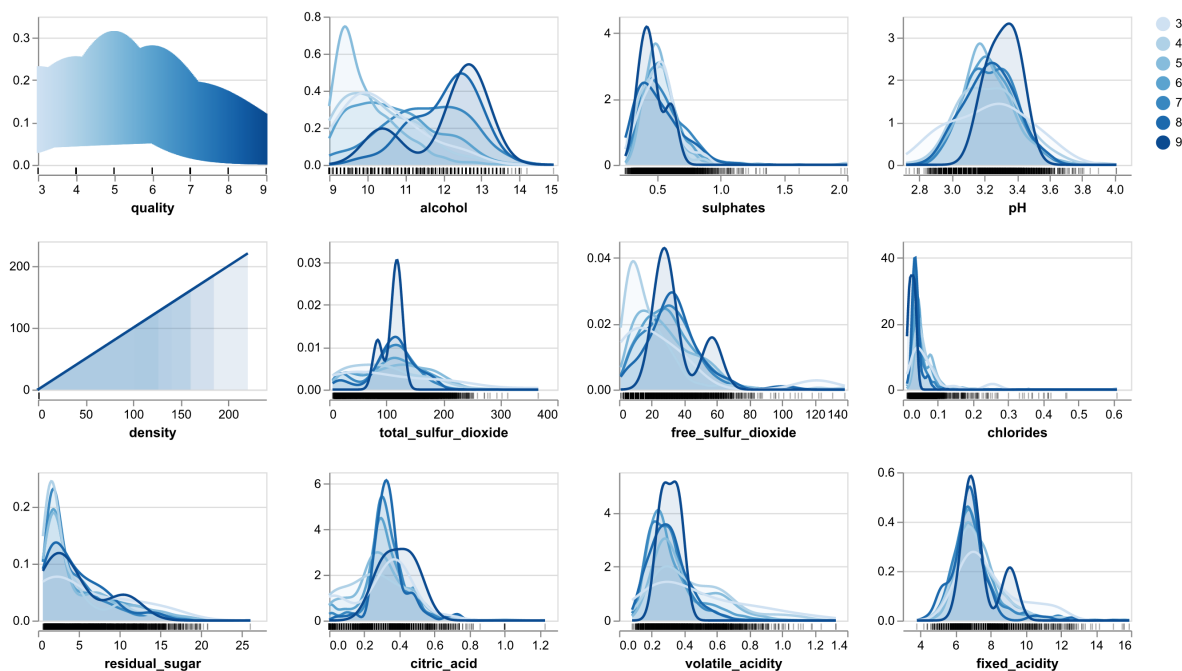 0.3
0.2
0.1
0.0
3 4 5 6 7 8 9
quality
0.8
0.6
0.4
0.2
0.0
9 10 11 12 13 14 15
alcohol
4
2
0
0.5 1.0 1.5 2.0
sulphates
3
2
1
0
2.8 3.0 3.2 3.4 3.6 3.8 4.0
pH
3
4
5
6
7
8
9
200
100
0
0 50 100 150 200
density
0.03
0.02
0.01
0.00
0 100 200 300 400
total_sulfur_dioxide
0.04
0.02
0.00
0 20 40 60 80 100 120 140
free_sulfur_dioxide
40
20
0
0.0 0.1 0.2 0.3 0.4 0.5 0.6
chlorides
0.2
0.1
0.0
0 5 10 15 20 25
residual_sugar
6
4
2
0
0.0 0.2 0.4 0.6 0.8 1.0 1.2
citric_acid
4
2
0
0.0 0.2 0.4 0.6 0.8 1.0 1.2 1.4
volatile_acidity
0.6
0.4
0.2
0.0
4 6 8 10 12 14 16
fixed_acidity